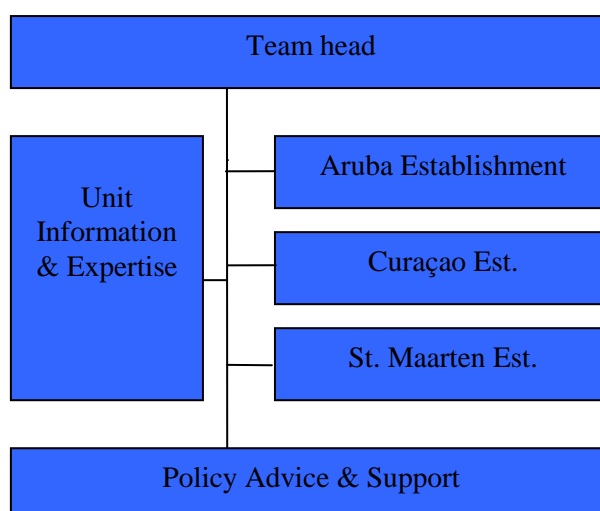 Team head
Unit
Information
& Expertise
Aruba Establishment
Curaçao Est.
St. Maarten Est.
Policy Advice & Support